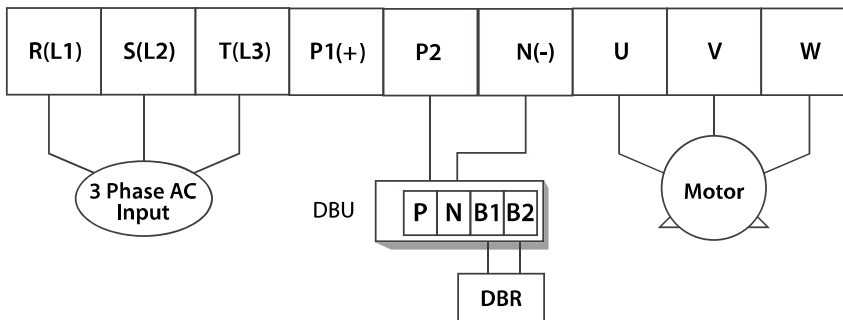 R(L1) S(L2) T(L3) P1(+) P2 N(-) U V W
3 Phase AC
Input
DBU
P N B1 B2
Motor
DBR